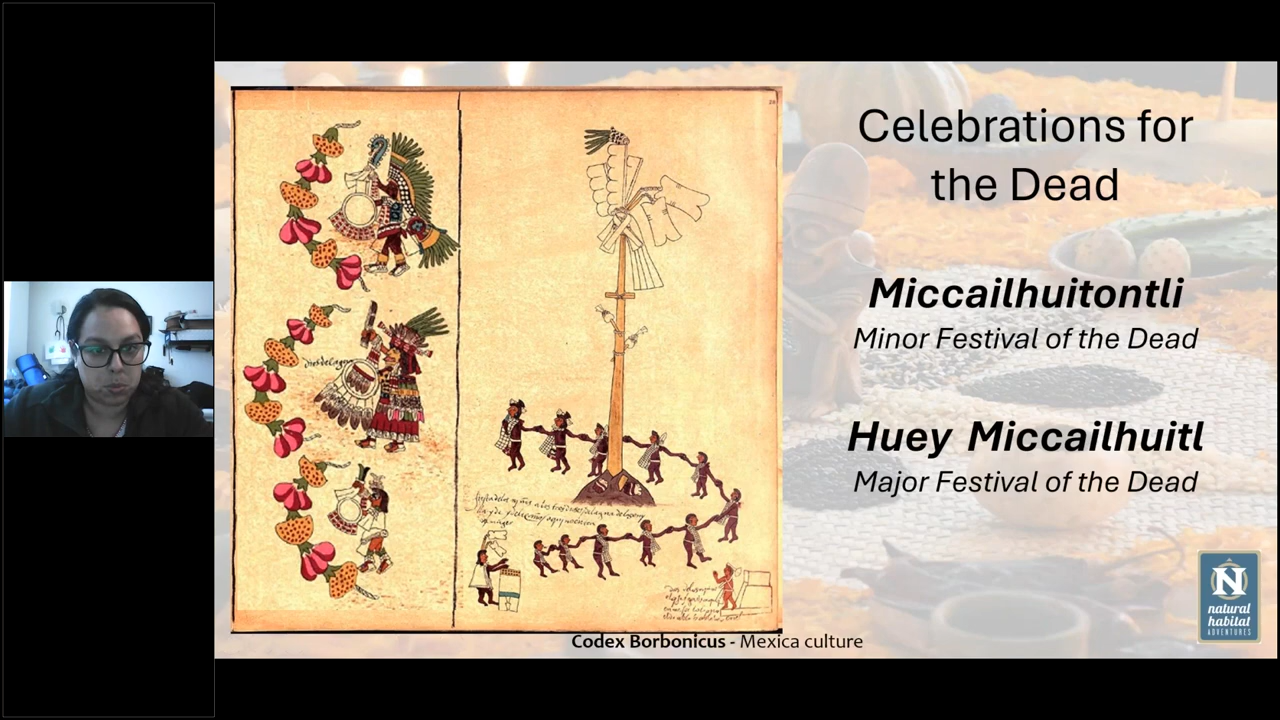 Celebrations for
the Dead
Miccailhuitontli
Minor Festival of the Dead
Huey Miccailhuitl
Major Festival of the Dead
Codex Borbonicus - Mexica culture
N
natural
habitat
ADVENTURES